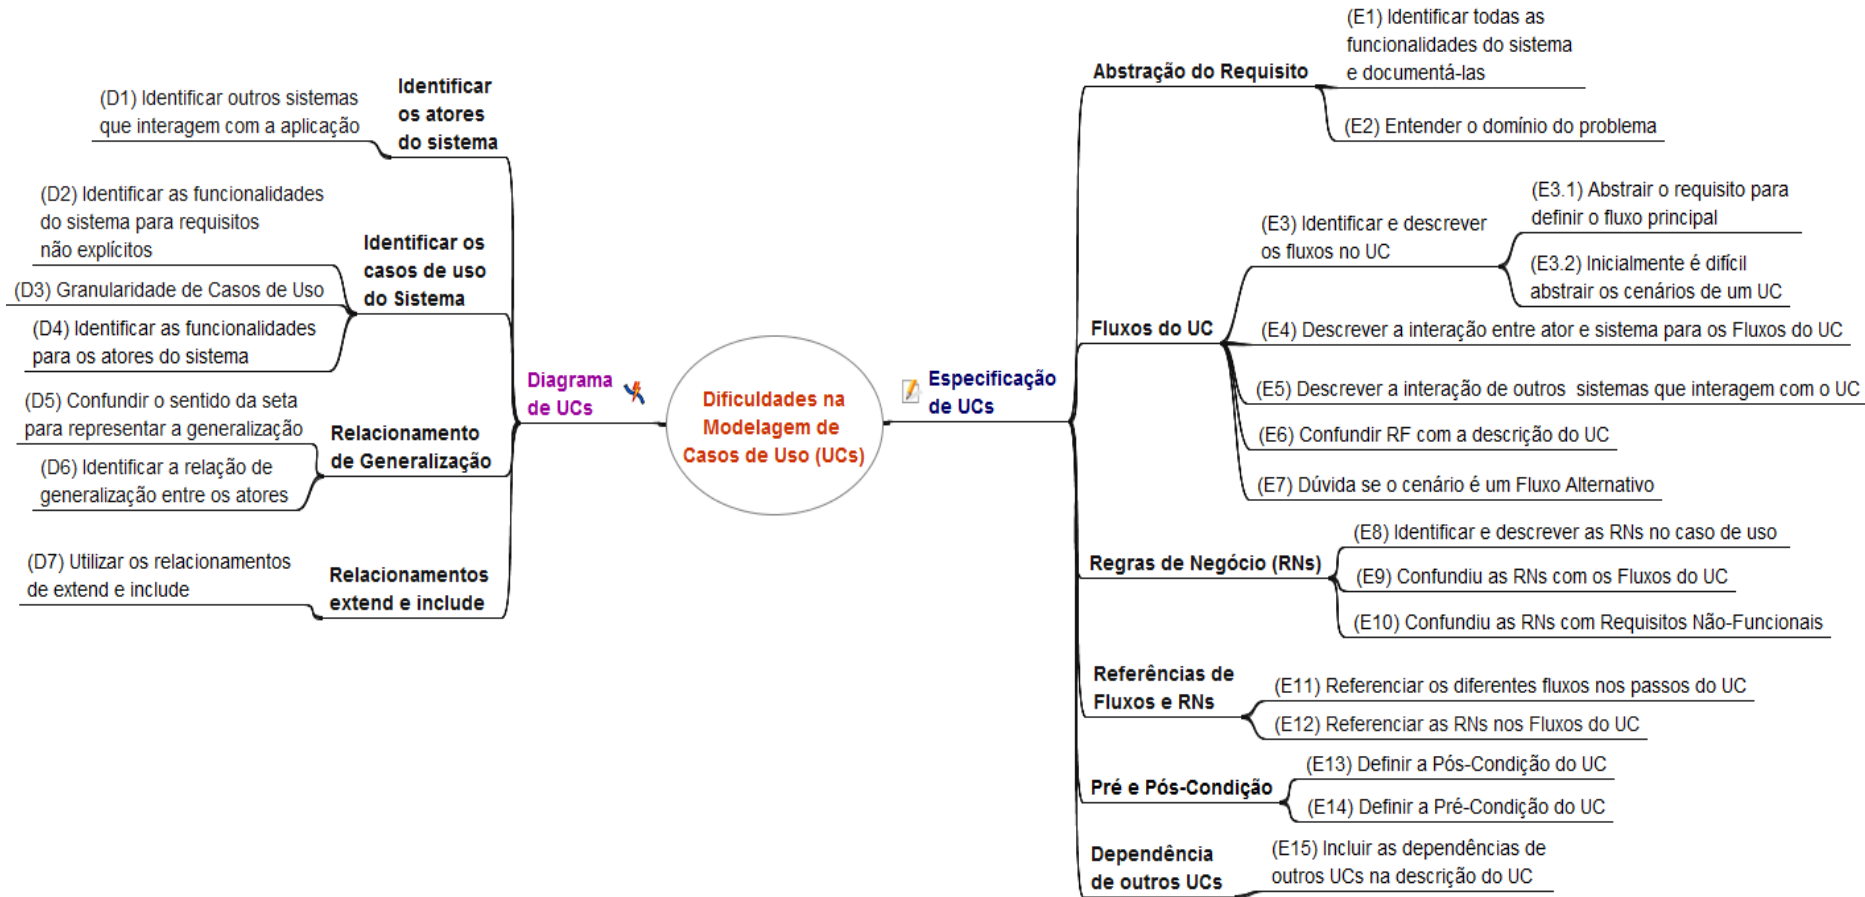 Dificuldades na
Modelagem de
Casos de Uso (UCs)
Diagrama
de UCs
Identificar
os atores
do sistema
(D1) Identificar outros sistemas
que interagem com a aplicação
Identificar os
casos de uso
do Sistema
(D2) Identificar as funcionalidades
do sistema para requisitos
não explícitos
(D3) Granularidade de Casos de Uso
(D4) Identificar as funcionalidades
para os atores do sistema
Relacionamento
de Generalização
(D5) Confundir o sentido da seta
para representar a generalização
(D6) Identificar a relação de
generalização entre os atores
Relacionamentos
extend e include
(D7) Utilizar os relacionamentos
de extend e include
Especificação
de UCs
Abstração do Requisito
(E1) Identificar todas as
funcionalidades do sistema
e documentá-las
(E2) Entender o domínio do problema
Fluxos do UC
(E3) Identificar e descrever
os fluxos no UC
(E3.1) Abstrair o requisito para
definir o fluxo principal
(E3.2) Inicialmente é difícil
abstrair os cenários de um UC
(E4) Descrever a interação entre ator e sistema para os Fluxos do UC
(E5) Descrever a interação de outros sistemas que interagem com o UC
(E6) Confundir RF com a descrição do UC
(E7) Dúvida se o cenário é um Fluxo Alternativo
Regras de Negócio (RNs)
(E8) Identificar e descrever as RNs no caso de uso
(E9) Confundiu as RNs com os Fluxos do UC
(E10) Confundiu as RNs com Requisitos Não-Funcionais
Referências de
Fluxos e RNs
(E11) Referenciar os diferentes fluxos nos passos do UC
(E12) Referenciar as RNs nos Fluxos do UC
Pré e Pós-Condição
(E13) Definir a Pós-Condição do UC
(E14) Definir a Pré-Condição do UC
Dependência
de outros UCs
(E15) Incluir as dependências de
outros UCs na descrição do UC